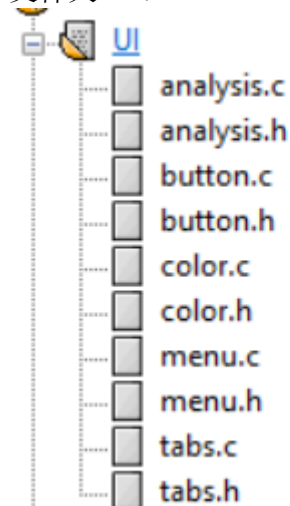 UI
analysis.c
analysis.h
button.c
button.h
color.c
color.h
menu.c
menu.h
tabs.c
tabs.h